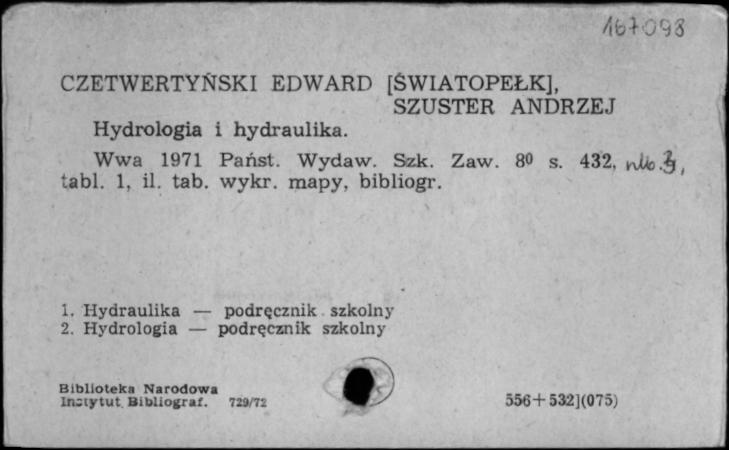 167098
CZETWERTYŃSKI EDWARD [ŚWIATOPEŁK],
SZUSTER ANDRZEJ
Hydrologia i hydraulika.
Wwa 1971 Państ. Wydaw. Szk. Zaw. 8⁰ s. 432, nlb. 3,
tabl. 1, il. tab. wykr. mapy, bibliogr.
1. Hydraulika — podręcznik szkolny
2. Hydrologia — podręcznik szkolny
Biblioteka Narodowa
Instytut Bibliograf. 729/72
556+532](075)